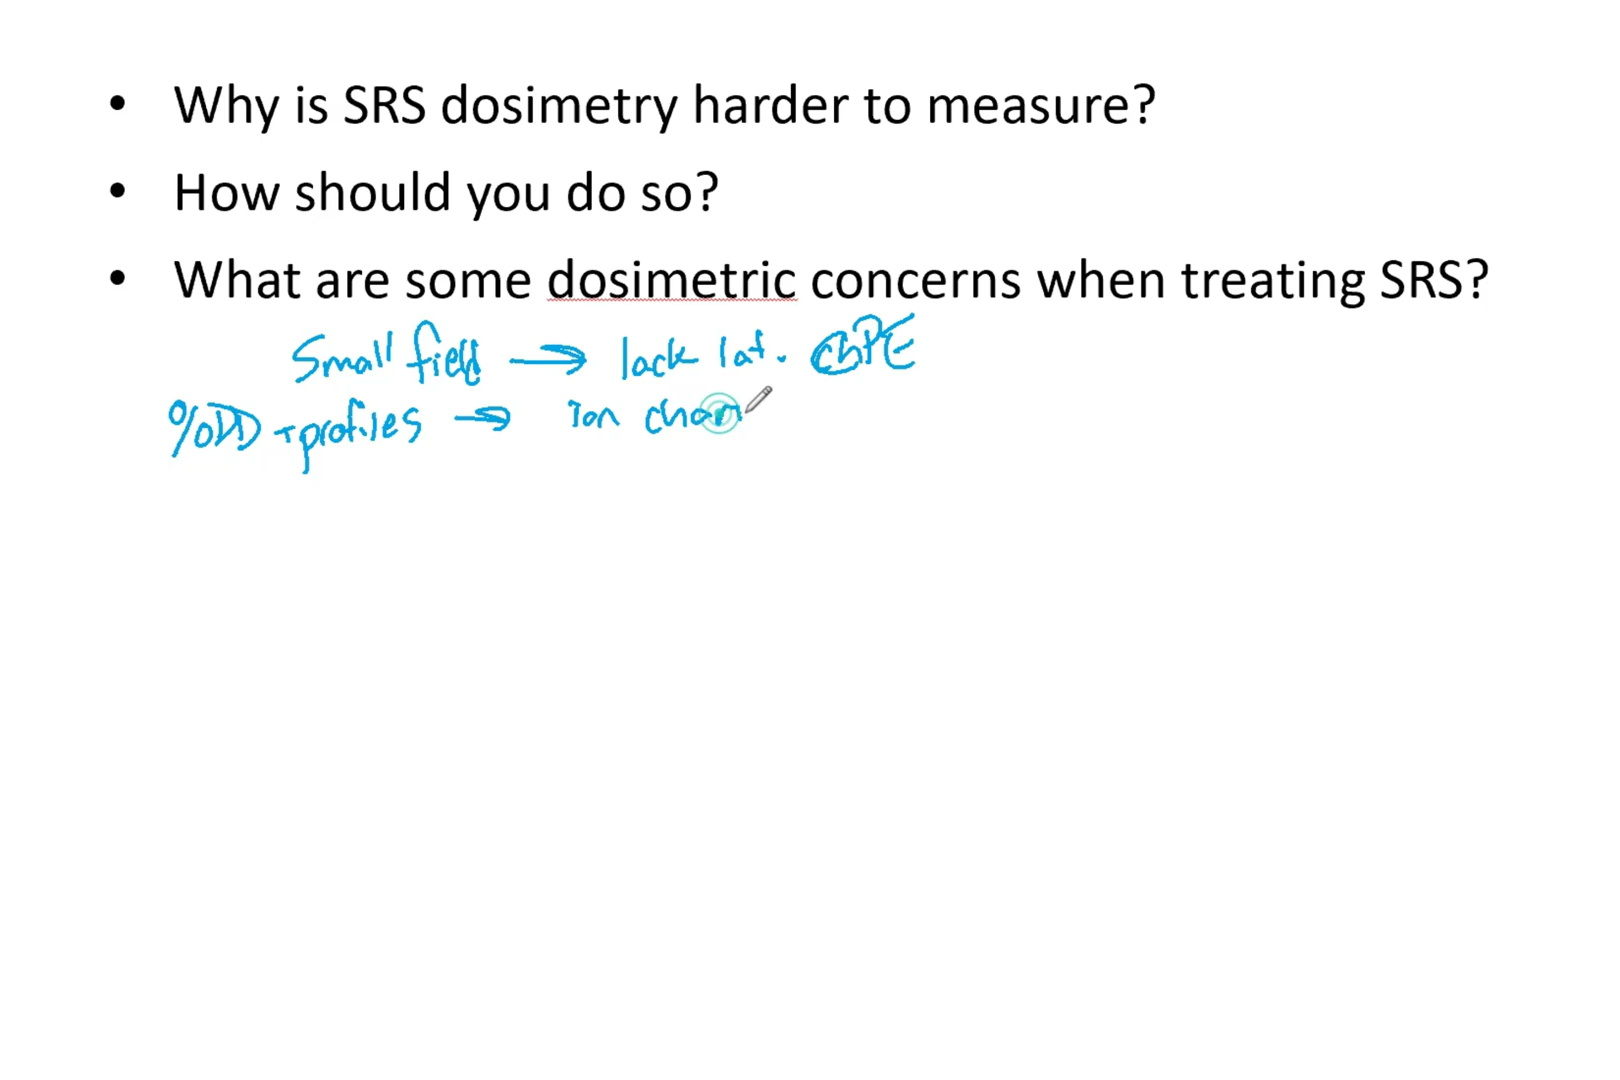 • Why is SRS dosimetry harder to measure?
• How should you do so?
• What are some dosimetric concerns when treating SRS?
Small field → lack lat.
%DD + profiles → ion cham